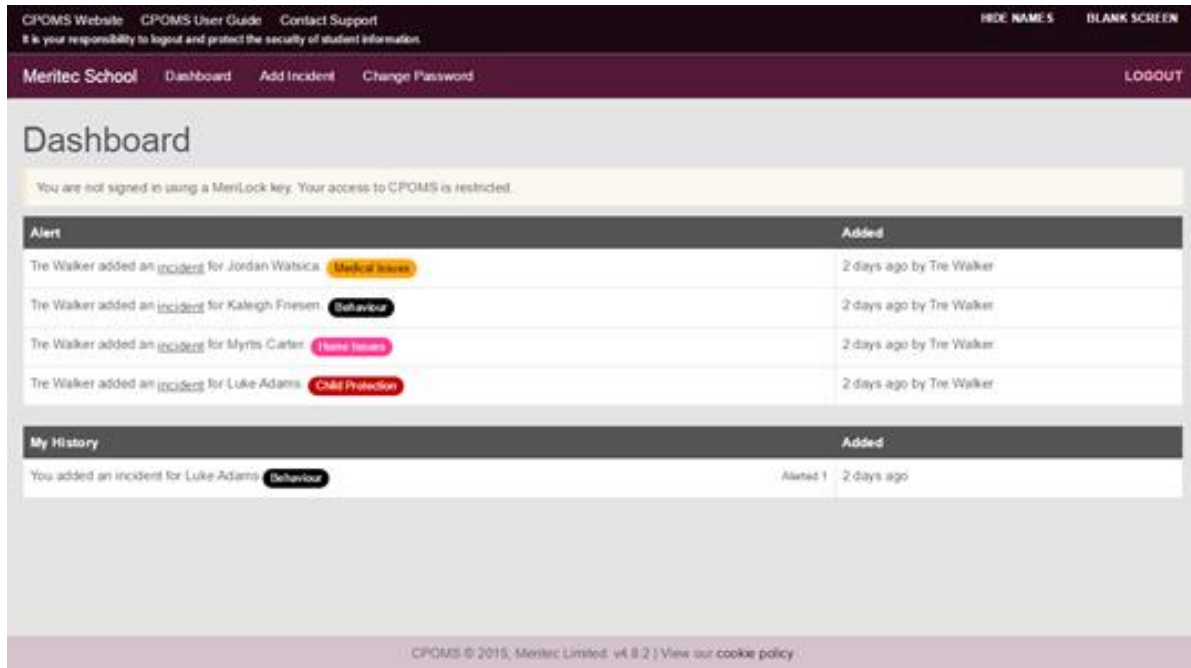 CPOMS Website CPOMS User Guide Contact Support HIDE NAMES BLANK SCREEN
It is your responsibility to logout and protect the security of student information.
Meritec School Dashboard Add Incident Change Password LOGOUT
Dashboard
You are not signed in using a MeriLock key. Your access to CPOMS is restricted.
Alert Added
Tre Walker added an incident for Jordan Watsica. Medical Issues 2 days ago by Tre Walker
Tre Walker added an incident for Kaleigh Friesen. Behaviour 2 days ago by Tre Walker
Tre Walker added an incident for Myrtis Carter. Home Issues 2 days ago by Tre Walker
Tre Walker added an incident for Luke Adams. Child Protection 2 days ago by Tre Walker
My History Added
You added an incident for Luke Adams Behaviour Alerted 1 2 days ago
CPOMS © 2015, Meritec Limited. v4.8.2 | View our cookie policy